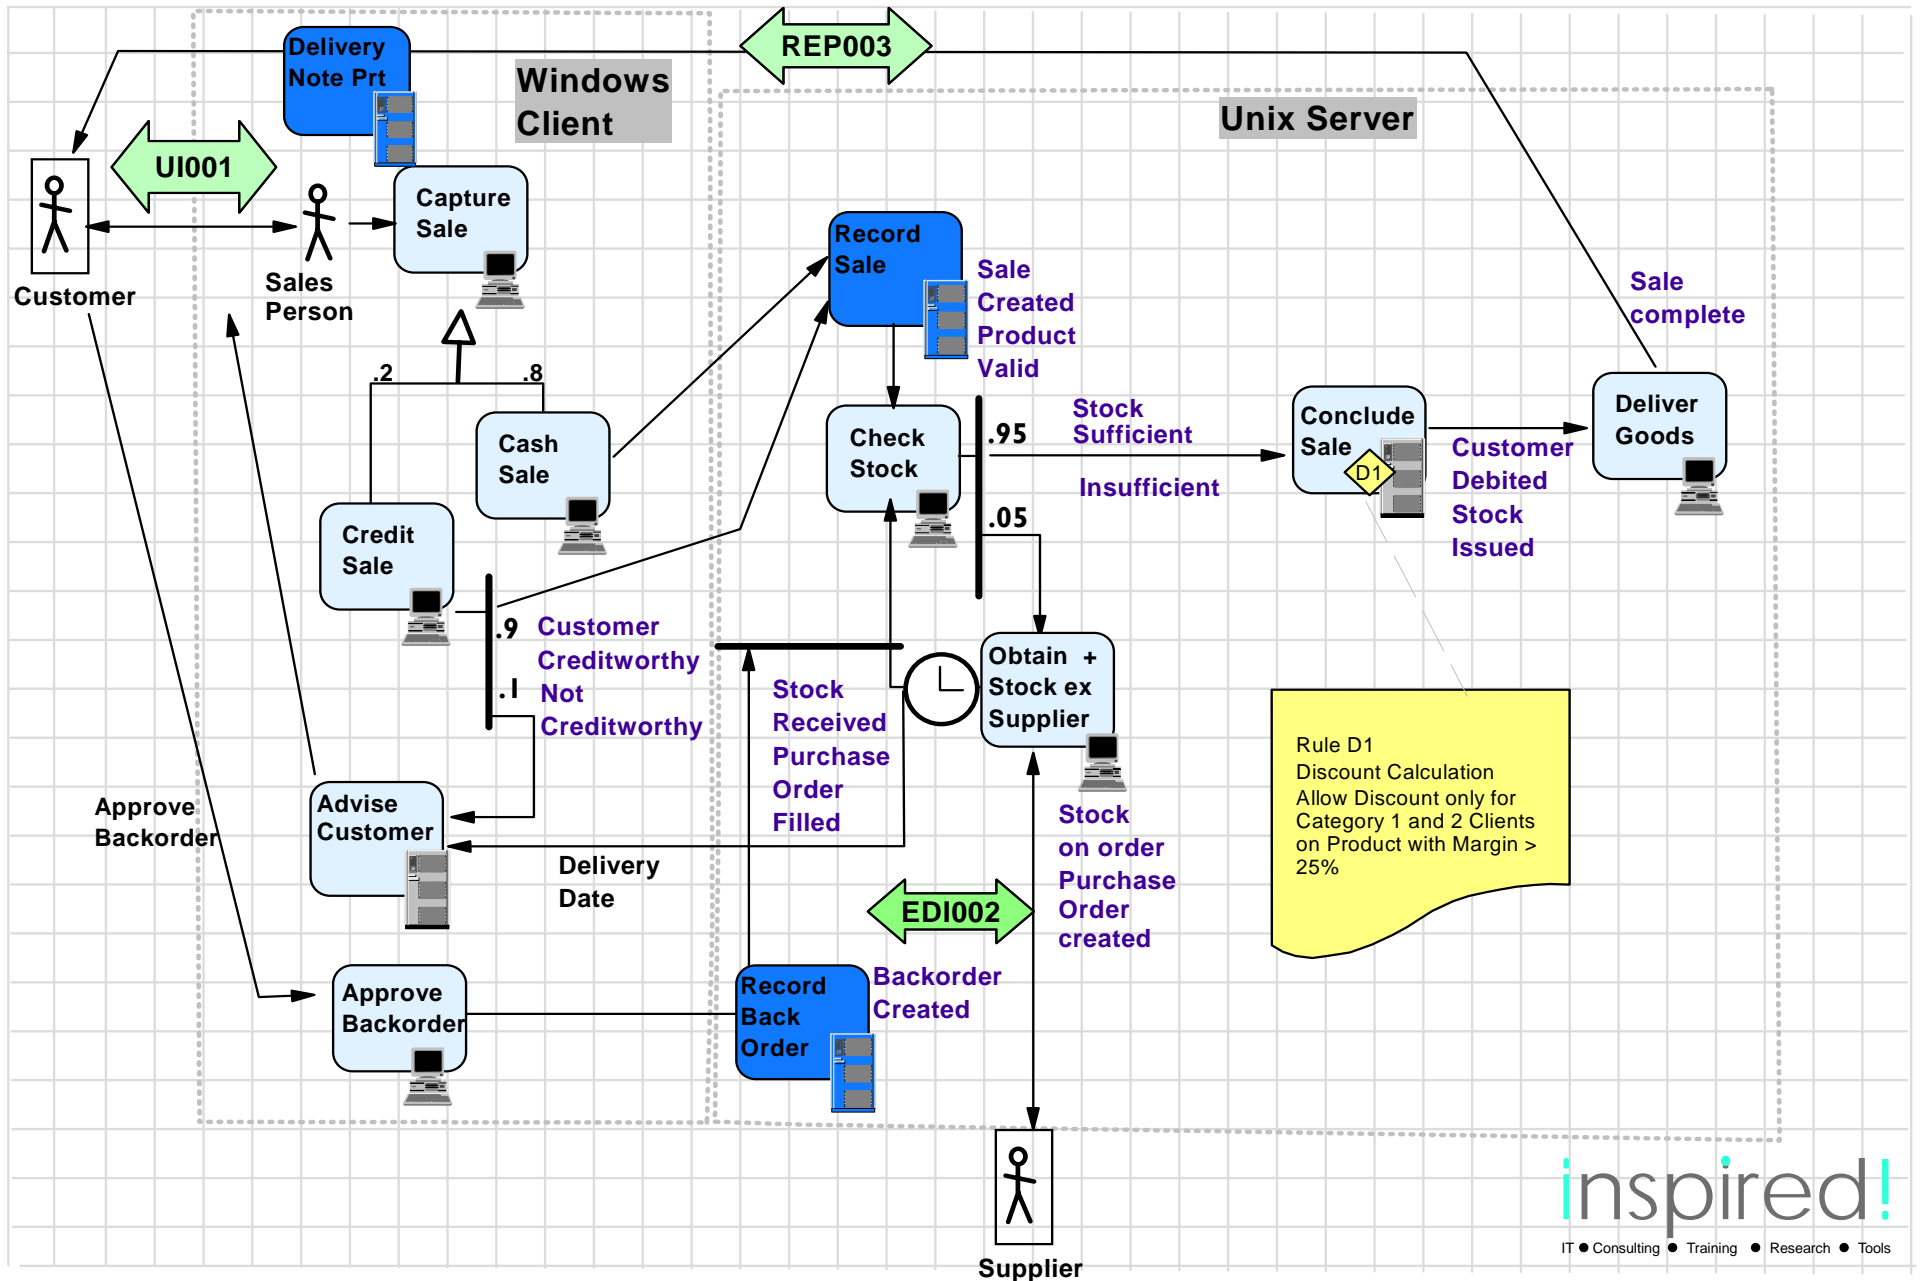 Delivery
Note Prt
Windows
Client
REP003
Unix Server
UI001
Capture
Sale
Customer
Sales
Person
Record
Sale
Sale
Created
Product
Valid
Sale
complete
.2
.8
Cash
Sale
Credit
Sale
Check
Stock
.95
Stock
Sufficient
Insufficient
.05
Conclude
Sale
D1
Customer
Debited
Stock
Issued
Deliver
Goods
.9
Customer
Creditworthy
.1
Not
Creditworthy
Stock
Received
Purchase
Order
Filled
Obtain +
Stock ex
Supplier
Rule D1
Discount Calculation
Allow Discount only for
Category 1 and 2 Clients
on Product with Margin >
25%
Approve
Backorder
Advise
Customer
Delivery
Date
Stock
on order
Purchase
Order
created
EDI002
Approve
Backorder
Record
Back
Order
Backorder
Created
Supplier
inspired!
IT ● Consulting ● Training ● Research ● Tools